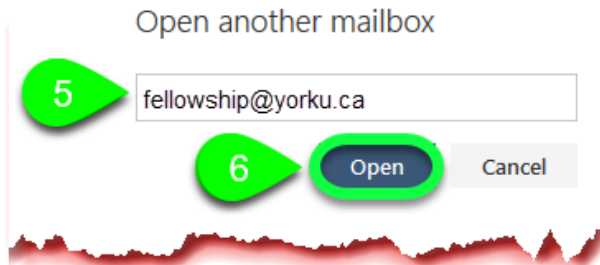 Open another mailbox
5
fellowship@yorku.ca
6
Open
Cancel